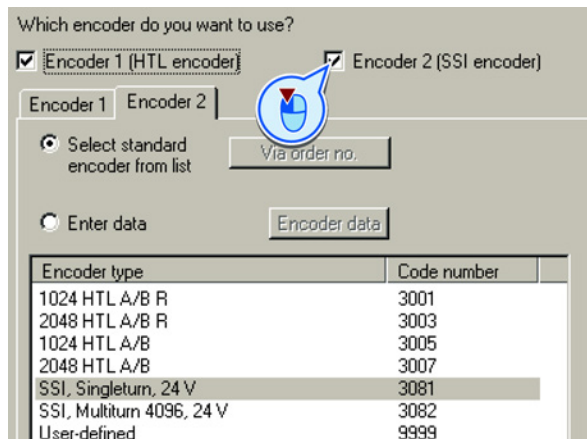 Which encoder do you want to use?
Encoder 1 (HTL encoder) Encoder 2 (SSI encoder)
Encoder 1 Encoder 2
Select standard
encoder from list
Via order no.
Enter data Encoder data
Encoder type Code number
1024 HTL A/B R 3001
2048 HTL A/B R 3003
1024 HTL A/B 3005
2048 HTL A/B 3007
SSI, Singleturn, 24 V 3081
SSI, Multiturn 4096, 24 V 3082
User-defined 9999